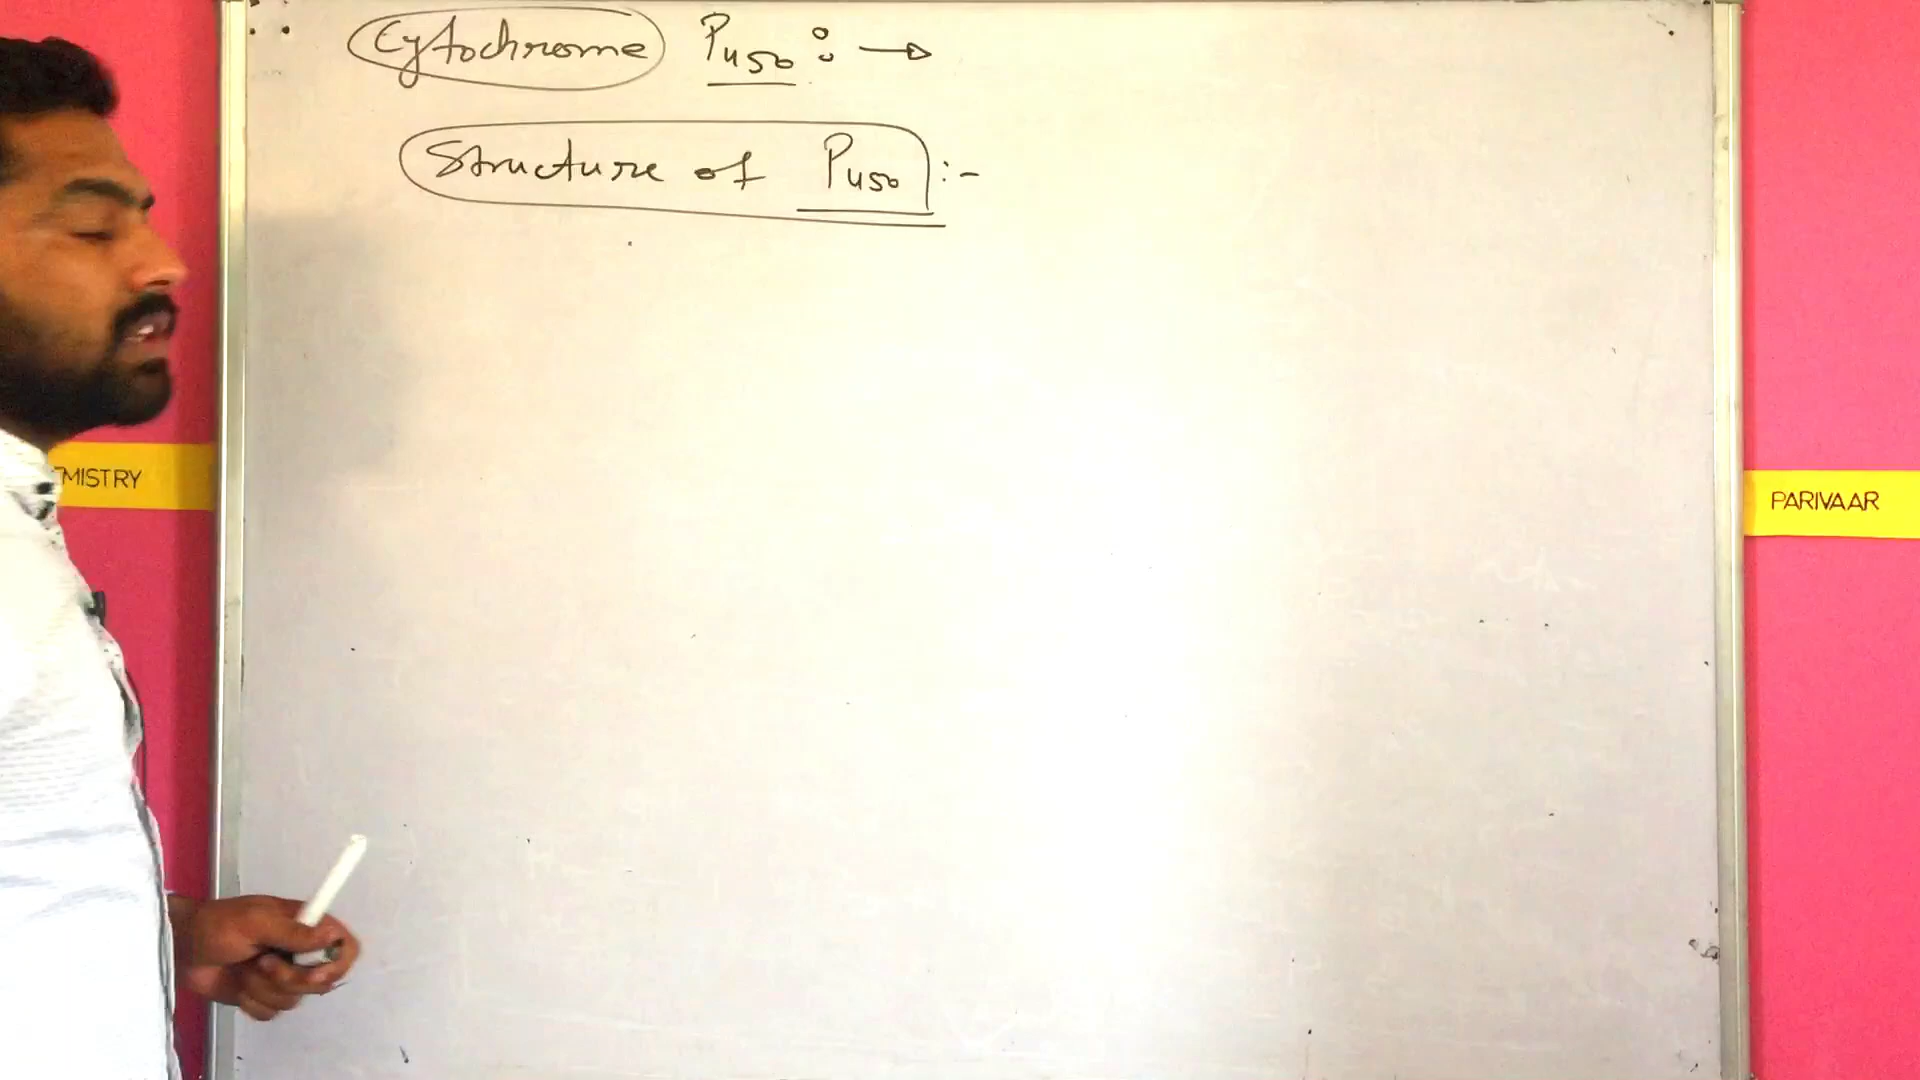 Cytochrome P450 : →
Structure of P450 :-
MISTRY
PARIVAAR